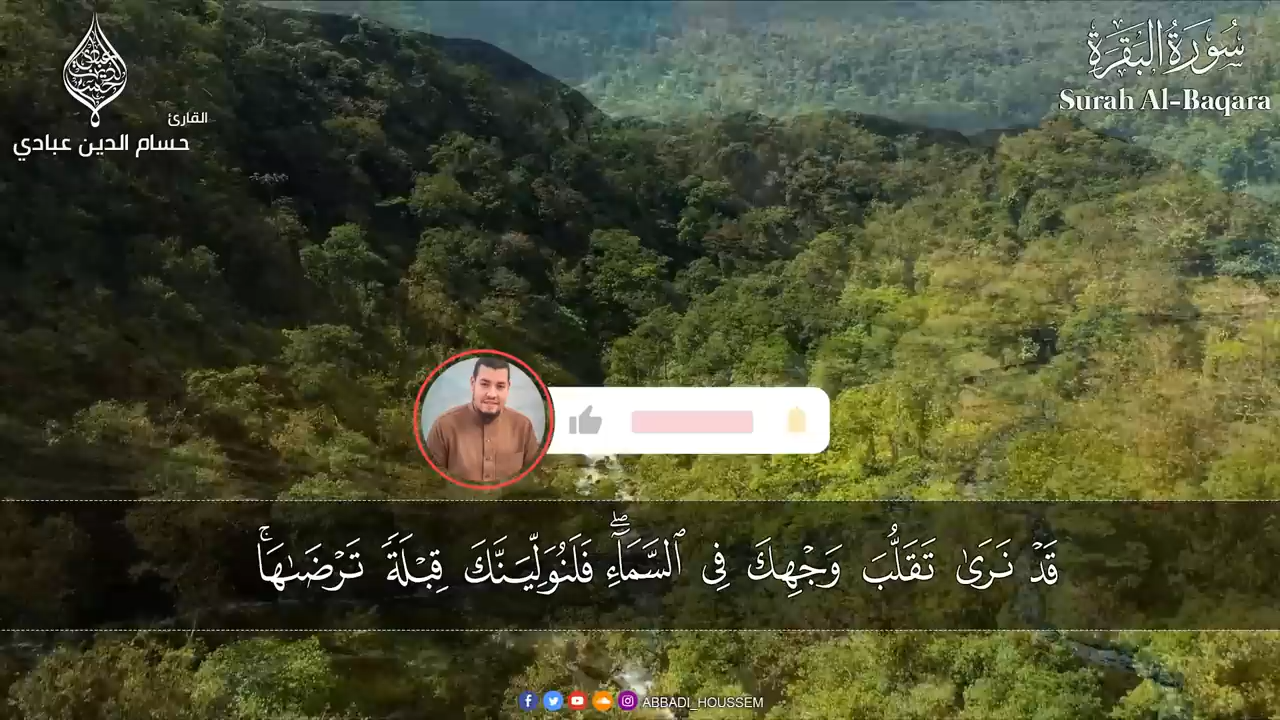 سُورَةُ البَقَرَةِ
Surah Al-Baqara
القارئ
حسام الدين عبادي
قَدْ نَرَىٰ تَقَلُّبَ وَجْهِكَ فِى ٱلسَّمَآءِ ۖ فَلَنُوَلِّيَنَّكَ قِبْلَةً تَرْضَىٰهَا ۚ
ABBADI_HOUSSEM